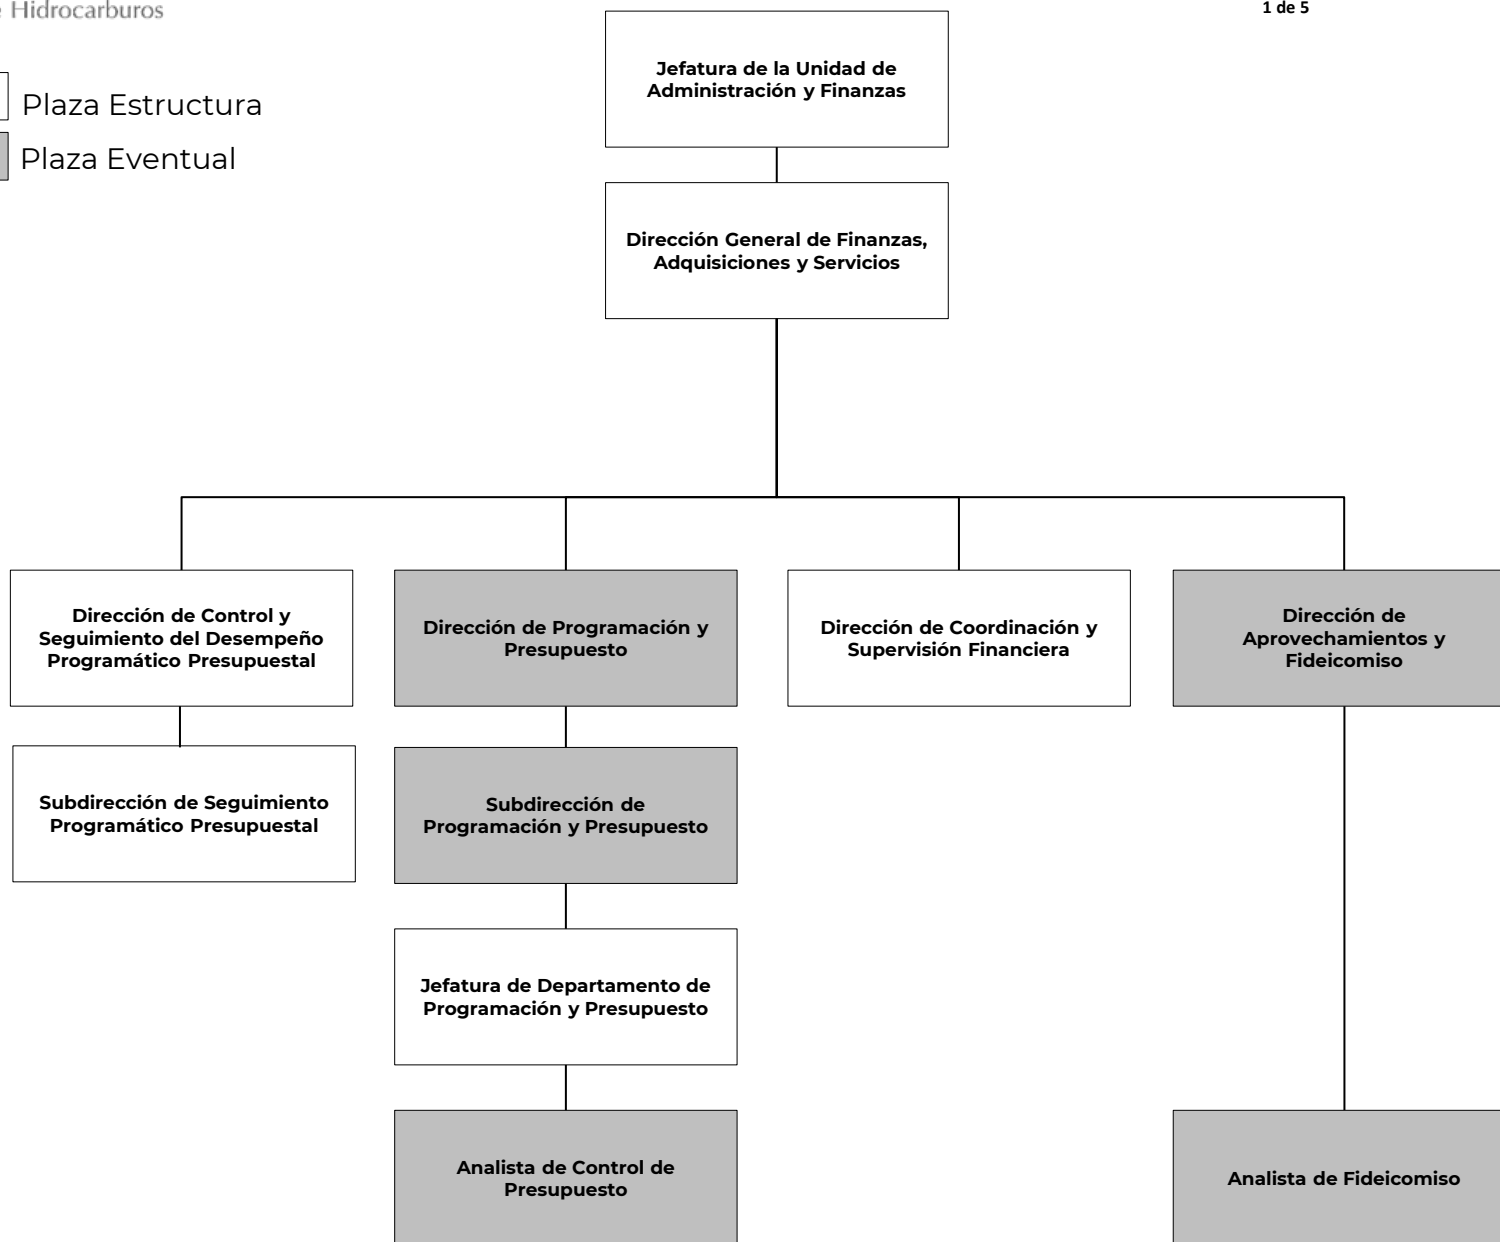 Hidrocarburos
1 de 5
Jefatura de la Unidad de
Administración y Finanzas
Plaza Estructura
Plaza Eventual
Dirección General de Finanzas,
Adquisiciones y Servicios
Dirección de Control y
Seguimiento del Desempeño
Programático Presupuestal
Dirección de Programación y
Presupuesto
Dirección de Coordinación y
Supervisión Financiera
Dirección de
Aprovechamientos y
Fideicomiso
Subdirección de Seguimiento
Programático Presupuestal
Subdirección de
Programación y Presupuesto
Jefatura de Departamento de
Programación y Presupuesto
Analista de Control de
Presupuesto
Analista de Fideicomiso